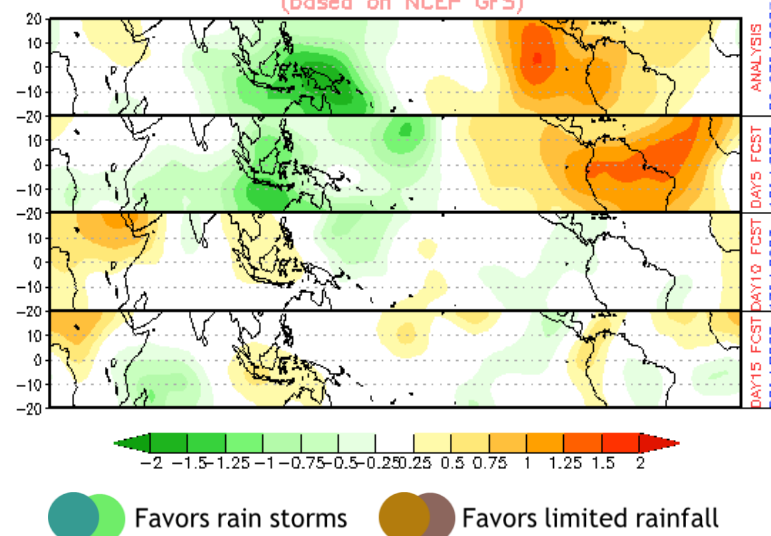 (based on NCEP GFS)
20
10
0
-10
-20
ANALYSIS
10
0
-10
-20
DAY5 FCST
10
0
-10
-20
DAY10 FCST
10
0
-10
-20
DAY15 FCST
-2 -1.5 -1.25 -1 -0.75 -0.5 -0.25 0.25 0.5 0.75 1 1.25 1.5 2
Favors rain storms Favors limited rainfall